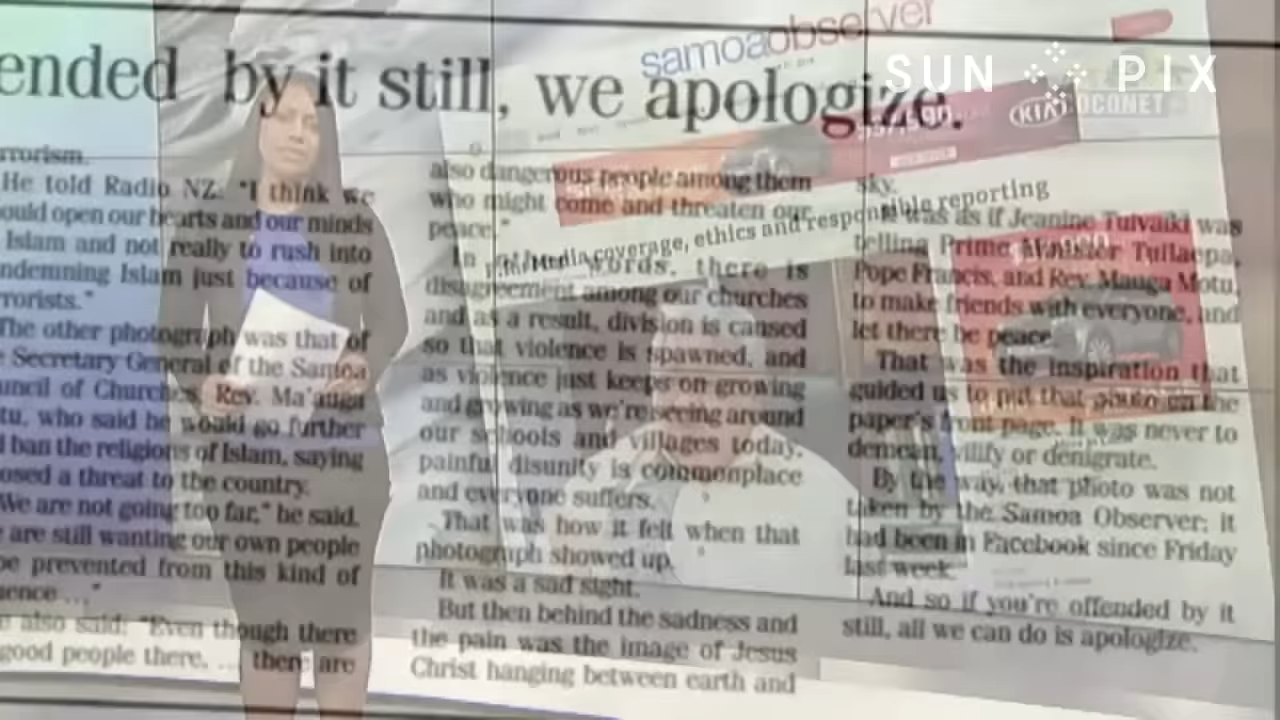 ended by it still, we apologize.
samoaobserver
SUN PIX
KIA
responsible reporting
Media coverage, ethics and
rrorism.
He told Radio NZ: "I think we
ould open our hearts and our minds
Islam and not really to rush into
ndemning Islam just because of
rrorists."
The other photograph was that of
e Secretary General of the Samoa
uncil of Churches, Rev. Ma'auga
tu, who said he would go further
d ban the religions of Islam, saying
osed a threat to the country.
We are not going too far," he said.
e are still wanting our own people
be prevented from this kind of
ience ..."
e also said: "Even though there
good people there, ... there are
also dangerous people among them
who might come and threaten our
peace."
In words, there is
disagreement among our churches
and as a result, division is caused
so that violence is spawned, and
as violence just keeps on growing
and growing as we're seeing around
our schools and villages today,
painful disunity is commonplace
and everyone suffers.
That was how it felt when that
photograph showed up.
It was a sad sight.
But then behind the sadness and
the pain was the image of Jesus
Christ hanging between earth and
sky.
It was as if Jeanine Tuivaiki was
telling Prime Minister Tuilaepa,
Pope Francis, and Rev. Mauga Motu,
to make friends with everyone, and
let there be peace.
That was the inspiration that
guided us to put that photo on the
paper's front page. It was never to
demean, vilify or denigrate.
By the way, that photo was not
taken by the Samoa Observer; it
had been in Facebook since Friday
last week.
And so if you're offended by it
still, all we can do is apologize.